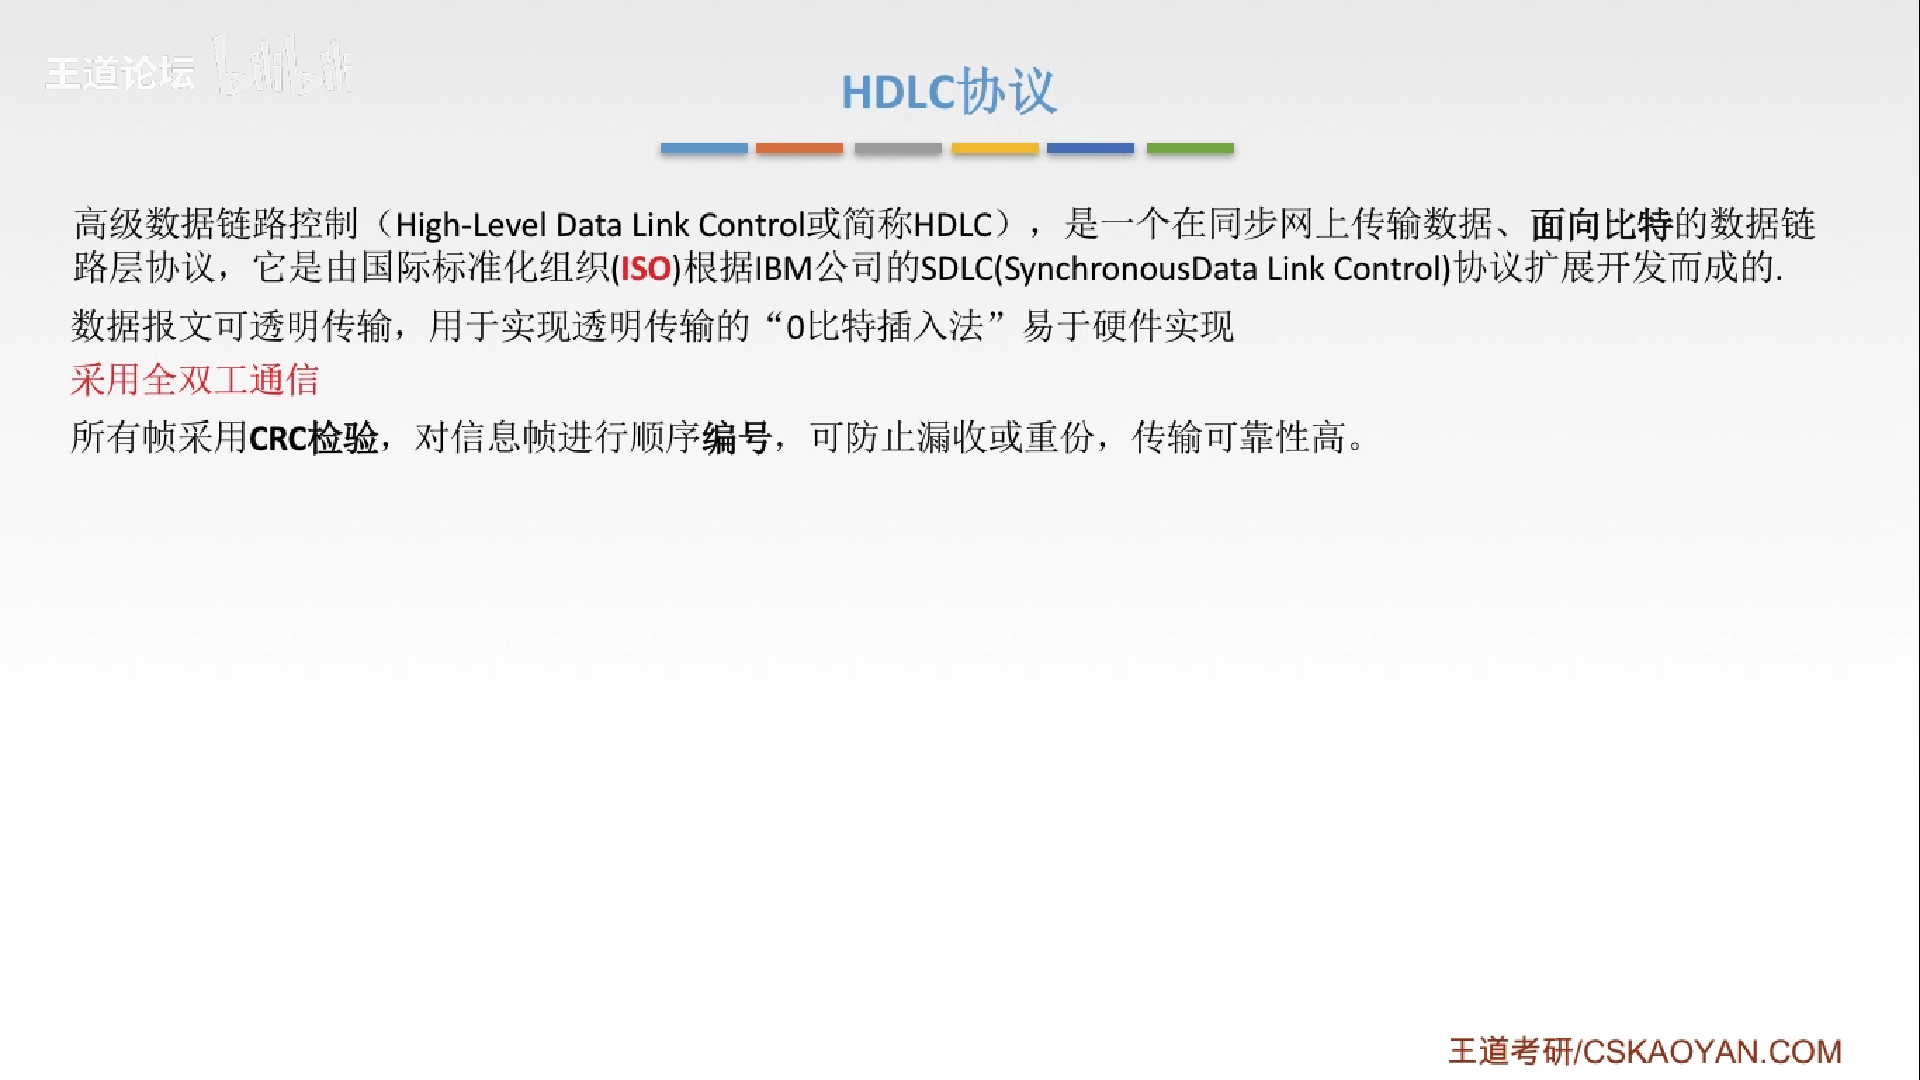 王道论坛 bilibili
HDLC协议
高级数据链路控制（High-Level Data Link Control或简称HDLC），是一个在同步网上传输数据、面向比特的数据链
路层协议，它是由国际标准化组织(ISO)根据IBM公司的SDLC(SynchronousData Link Control)协议扩展开发而成的.
数据报文可透明传输，用于实现透明传输的“0比特插入法”易于硬件实现
采用全双工通信
所有帧采用CRC检验，对信息帧进行顺序编号，可防止漏收或重份，传输可靠性高。
王道考研/CSKAOYAN.COM